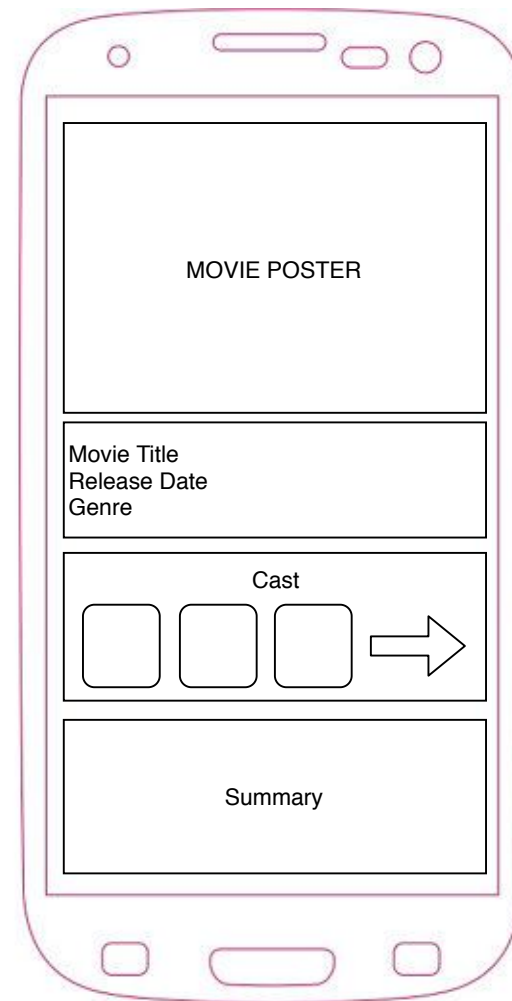 MOVIE POSTER
Movie Title
Release Date
Genre
Cast
Summary